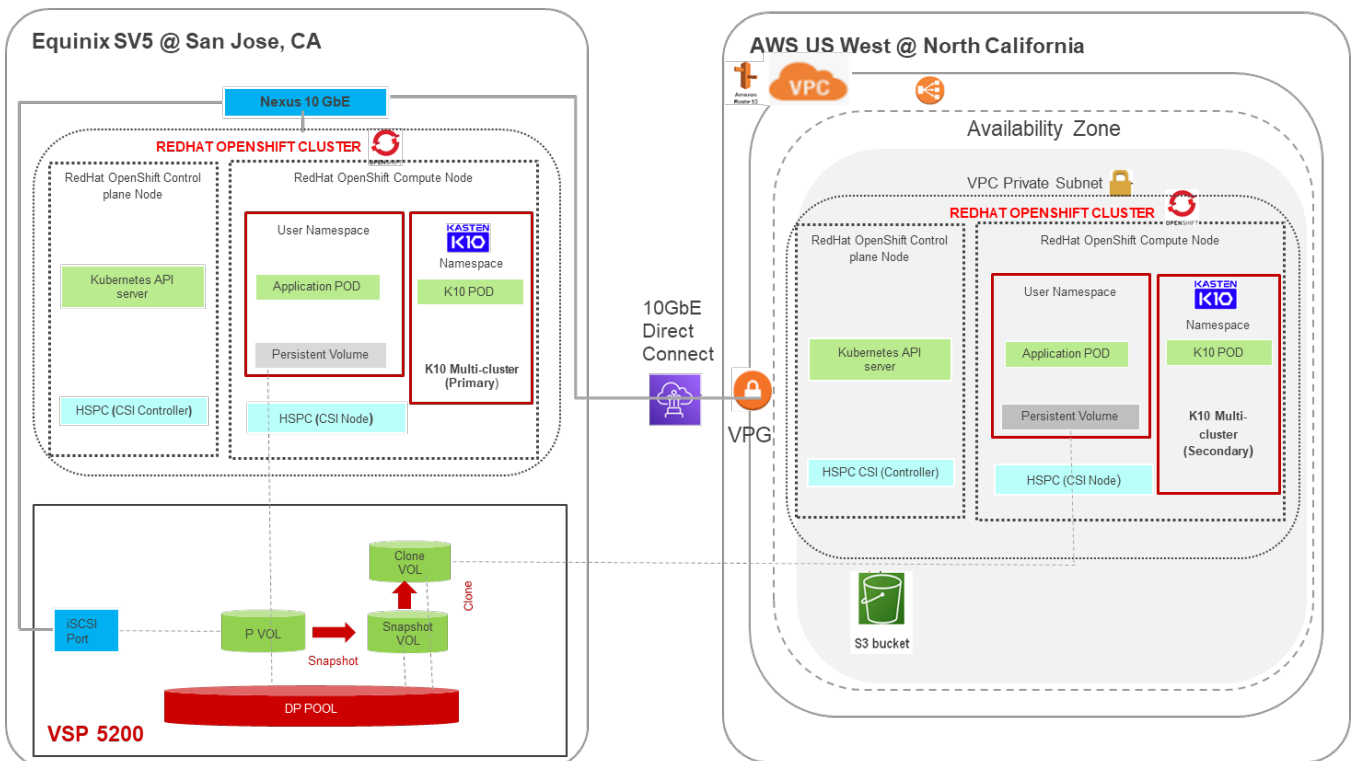 Equinix SV5 @ San Jose, CA
Nexus 10 GbE
REDHAT OPENSHIFT CLUSTER
OPENSHIFT
RedHat OpenShift Control
plane Node
RedHat OpenShift Compute Node
User Namespace
KASTEN
K10
Namespace
Kubernetes API
server
Application POD
K10 POD
Persistent Volume
K10 Multi-cluster
(Primary)
HSPC (CSI Controller)
HSPC (CSI Node)
Clone
VOL
Clone
iSCSI
Port
P VOL
Snapshot
VOL
Snapshot
DP POOL
VSP 5200
10GbE
Direct
Connect
VPG
AWS US West @ North California
Amazon
Route 53
VPC
Availability Zone
VPC Private Subnet
REDHAT OPENSHIFT CLUSTER
OPENSHIFT
RedHat OpenShift Control
plane Node
RedHat OpenShift Compute Node
User Namespace
KASTEN
K10
Namespace
Kubernetes API
server
Application POD
K10 POD
Persistent Volume
K10 Multi-
cluster
(Secondary)
HSPC CSI (Controller)
HSPC (CSI Node)
S3 bucket